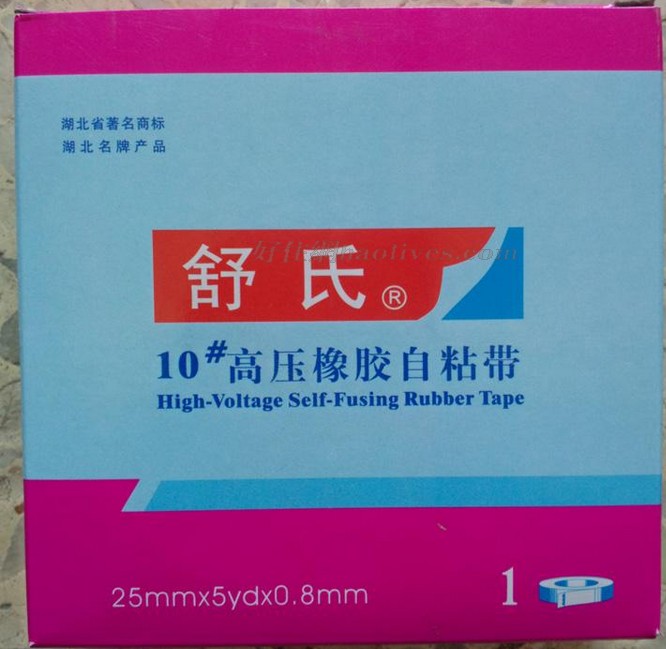 湖北省著名商标
湖北名牌产品
舒氏®
10#高压橡胶自粘带
High-Voltage Self-Fusing Rubber Tape
25mmx5ydx0.8mm
1